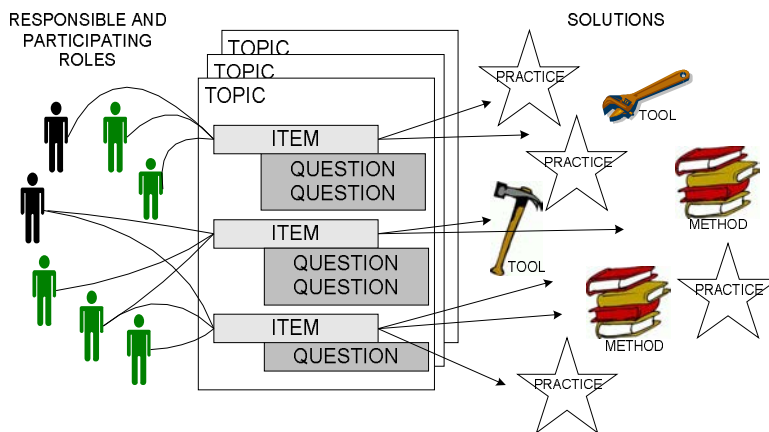 RESPONSIBLE AND
PARTICIPATING
ROLES
TOPIC
TOPIC
TOPIC
ITEM
QUESTION
QUESTION
ITEM
QUESTION
QUESTION
ITEM
QUESTION
SOLUTIONS
PRACTICE
TOOL
PRACTICE
METHOD
TOOL
PRACTICE
METHOD
PRACTICE